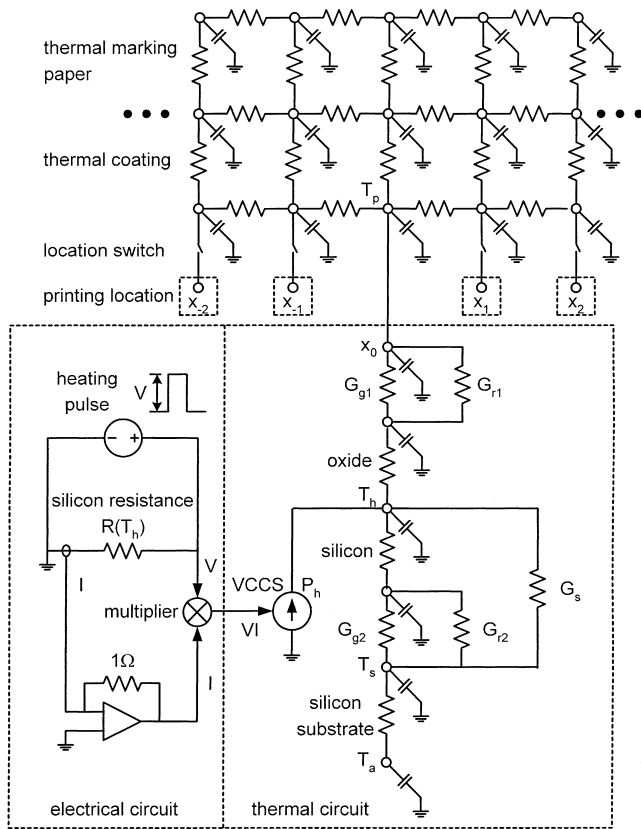 thermal marking
paper
thermal coating
T_p
location switch
printing location
x_-2
x_-1
x_1
x_2
x_0
heating
pulse
V
G_g1
G_r1
oxide
silicon resistance
R(T_h)
T_h
silicon
I
V
VCCS
P_h
G_s
multiplier
VI
G_g2
G_r2
1Ω
I
T_s
silicon
substrate
T_a
electrical circuit
thermal circuit